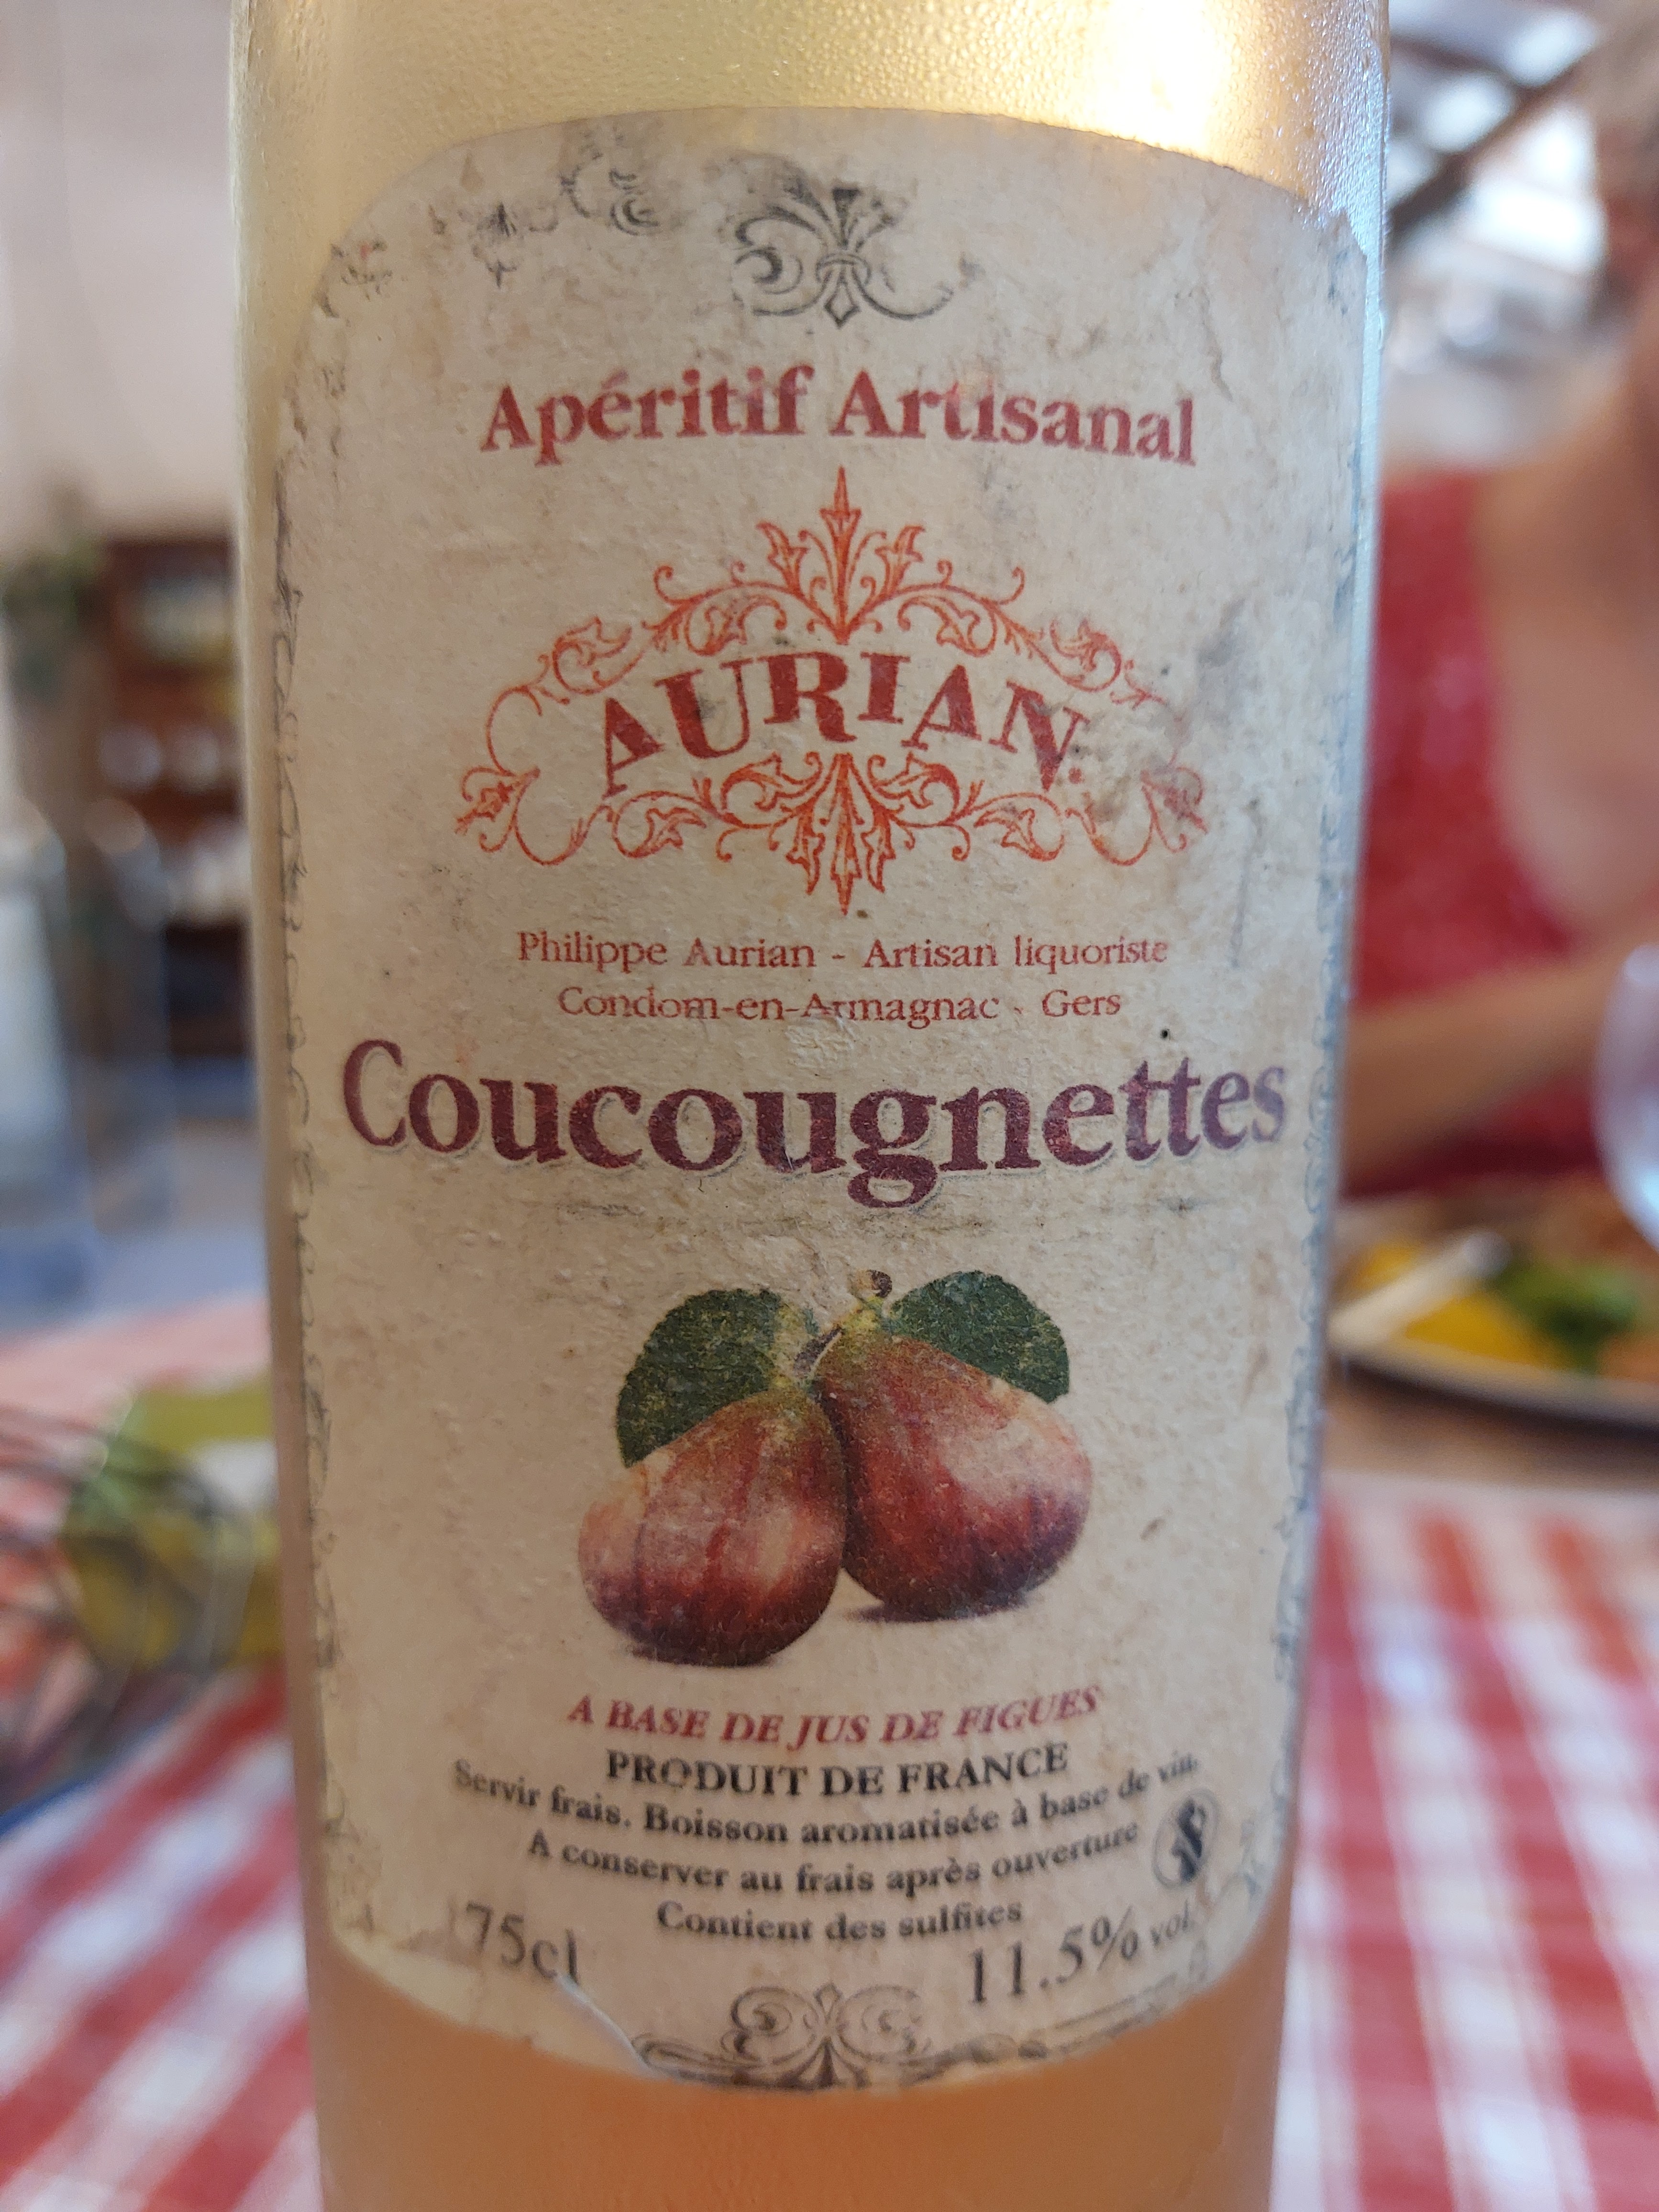 Apéritif Artisanal
AURIAN
Philippe Aurian - Artisan liquoriste
Condom-en-Armagnac - Gers
Coucougnettes
A BASE DE JUS DE FIGUES
PRODUIT DE FRANCE
Servir frais. Boisson aromatisée à base de vin.
A conserver au frais après ouverture
Contient des sulfites
75cl
11.5% vol.